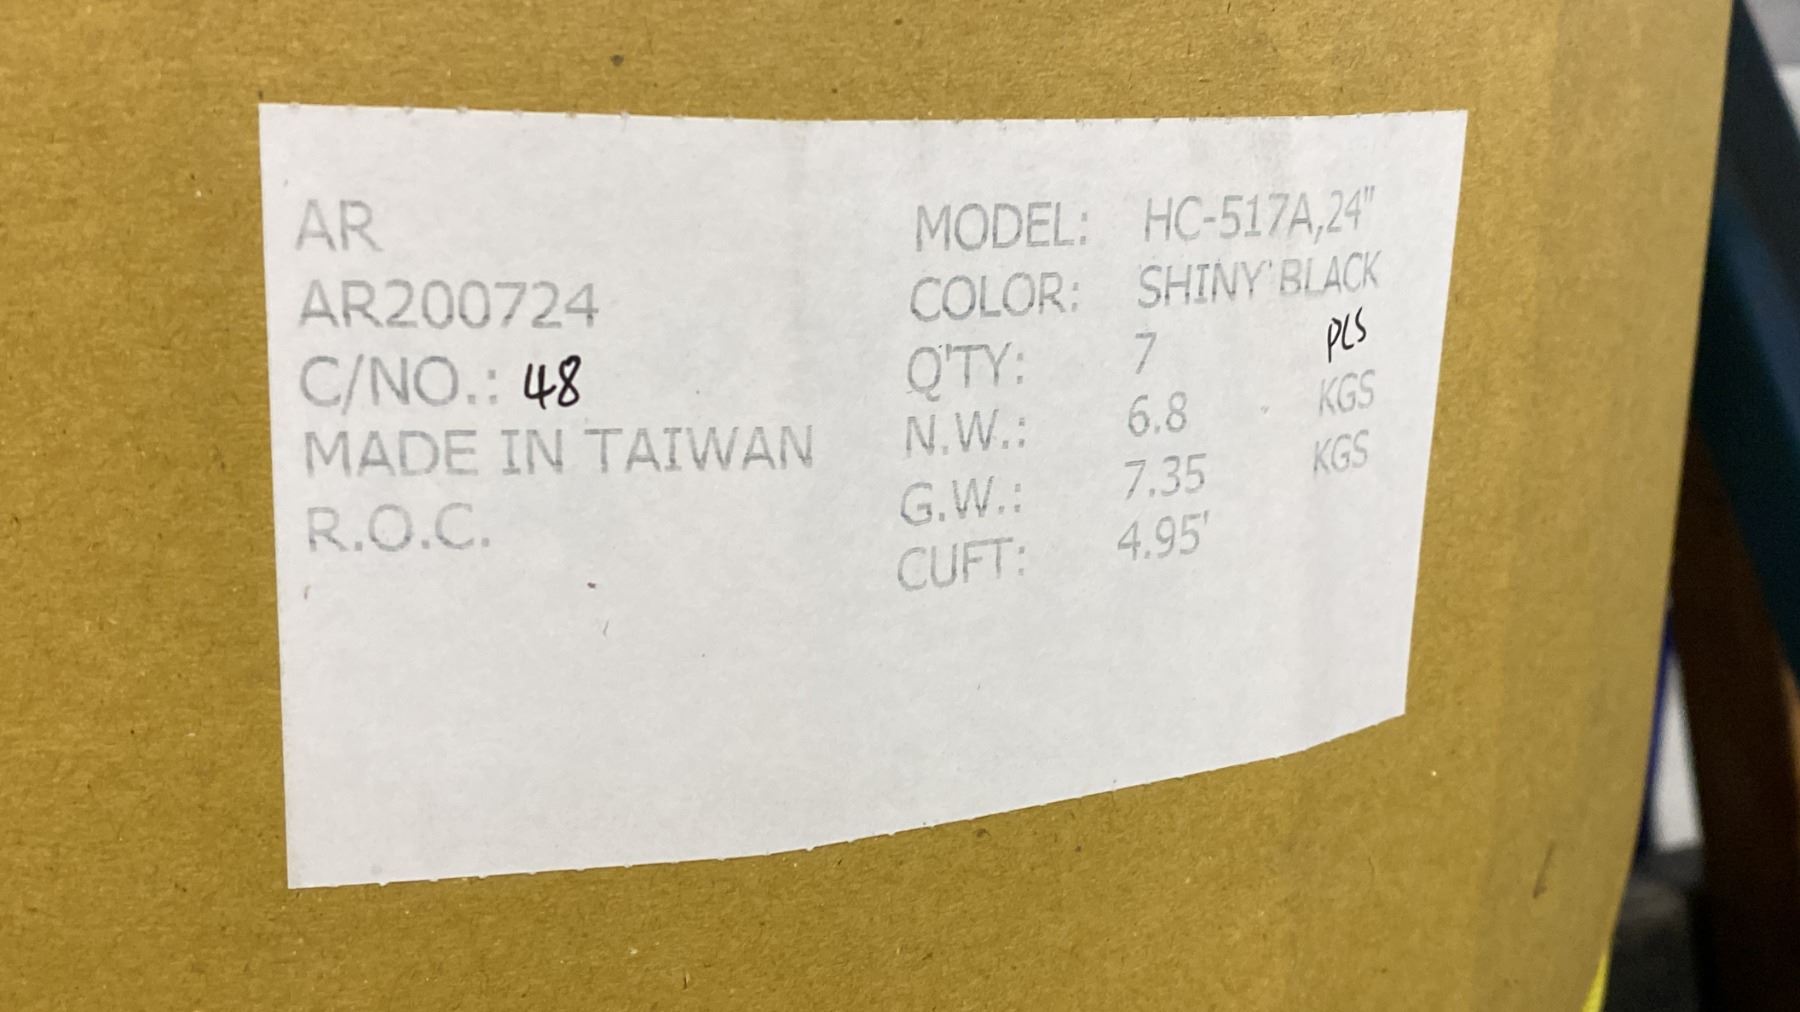 AR
AR200724
C/NO.: 48
MADE IN TAIWAN
R.O.C.
MODEL: HC-517A,24"
COLOR: SHINY BLACK
Q'TY: 7 PCS
N.W.: 6.8 KGS
G.W.: 7.35 KGS
CUFT: 4.95'